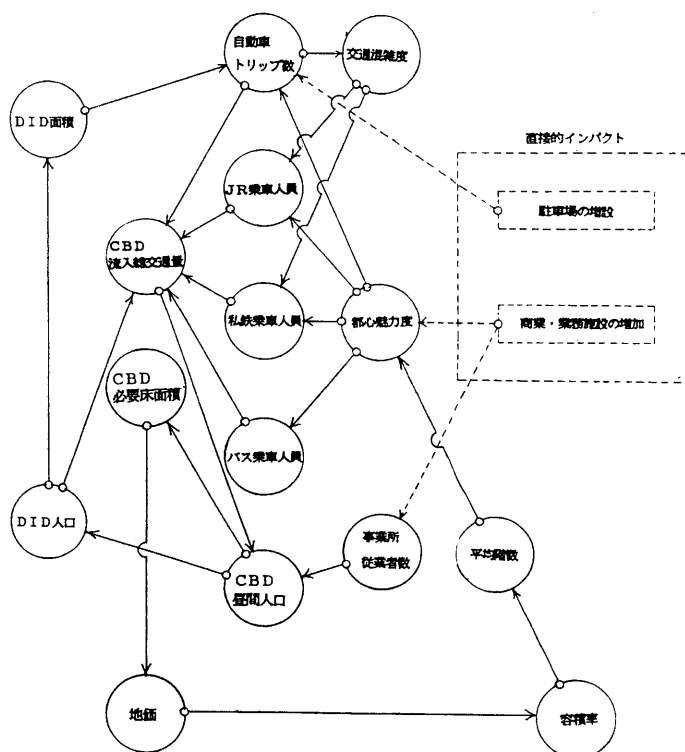 自動車
トリップ数
交通混雑度
DID面積
直接的インパクト
JR乗車人員
駐車場の増設
CBD
流入総交通量
私鉄乗車人員
都心魅力度
商業・業務施設の増加
CBD
必要床面積
バス乗車人員
DID人口
事業所
従業者数
平均階数
CBD
昼間人口
地価
容積率